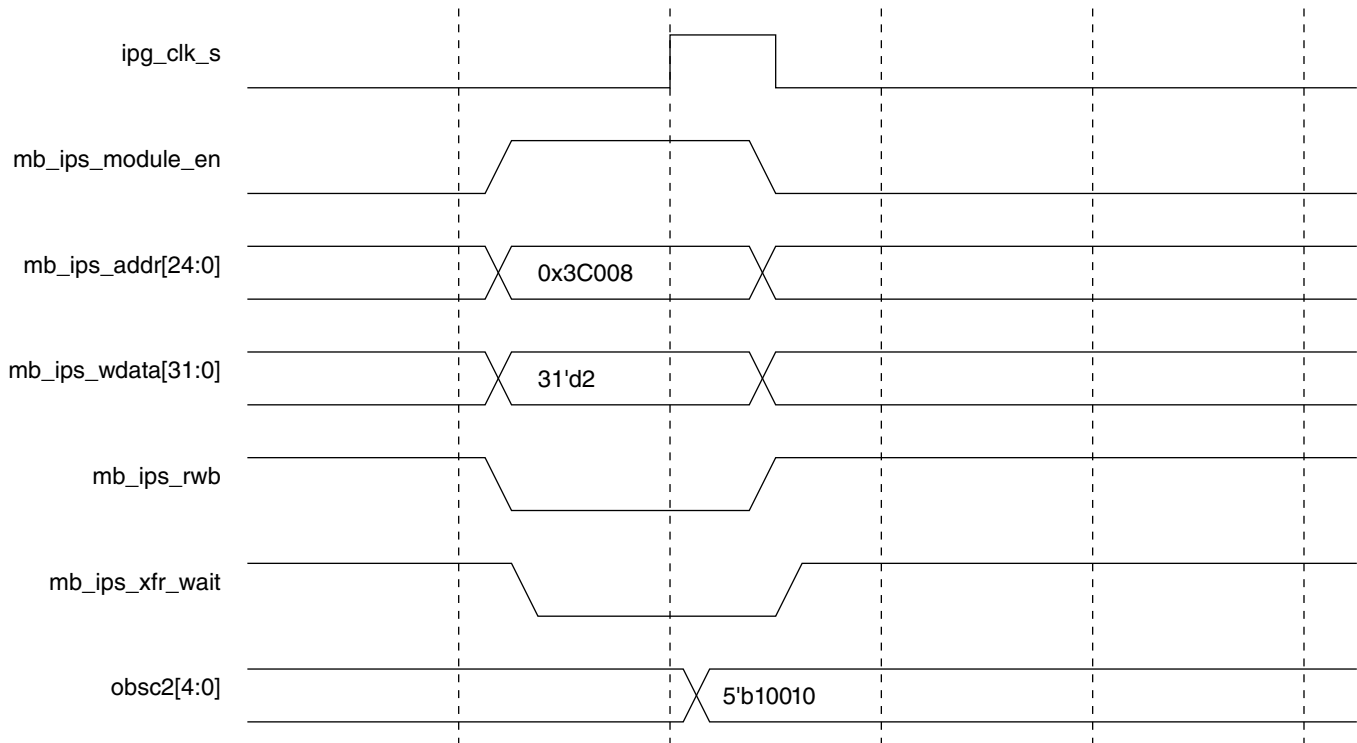 ipg_clk_s
mb_ips_module_en
mb_ips_addr[24:0]
0x3C008
mb_ips_wdata[31:0]
31'd2
mb_ips_rwb
mb_ips_xfr_wait
obsc2[4:0]
5'b10010